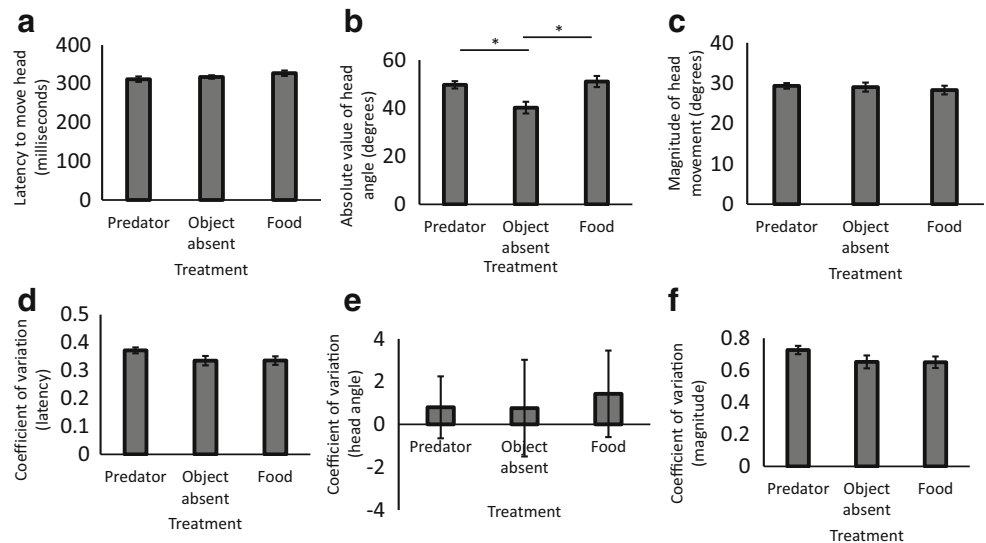 a
Latency to move head
(milliseconds)
400
300
200
100
0
Predator Object Food
absent
Treatment
b
Absolute value of head
angle (degrees)
* *
60
40
20
0
Predator Object Food
absent
Treatment
c
Magnitude of head
movement (degrees)
40
30
20
10
0
Predator Object Food
absent
Treatment
d
Coefficient of variation
(latency)
0.5
0.4
0.3
0.2
0.1
0
Predator Object Food
absent
Treatment
e
Coefficient of variation
(head angle)
4
2
0
-2
-4
Predator Object Food
absent
Treatment
f
Coefficient of variation
(magnitude)
0.8
0.6
0.4
0.2
0
Predator Object Food
absent
Treatment